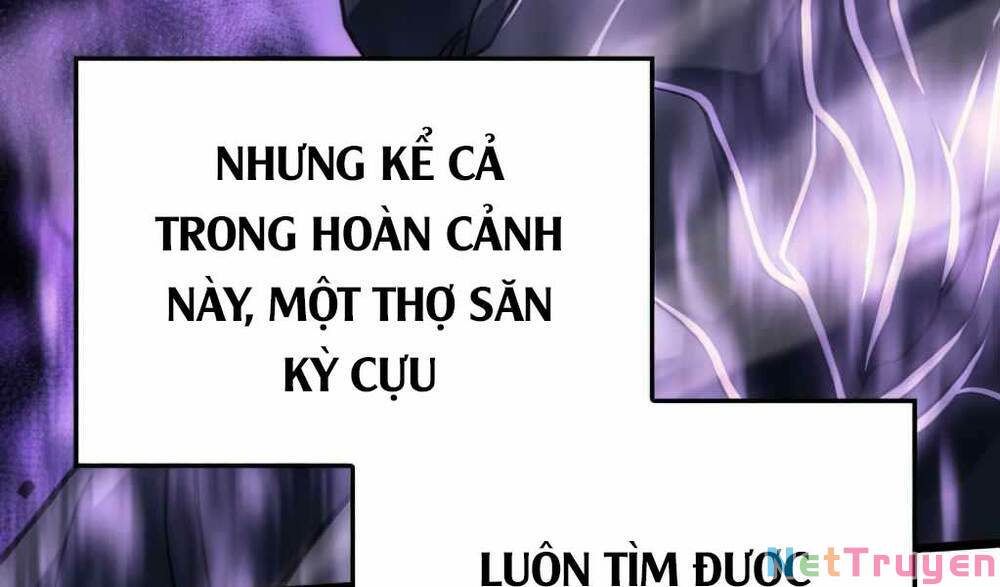 NHƯNG KỂ CẢ
TRONG HOÀN CẢNH
NÀY, MỘT THỢ SĂN
KỲ CỰU
LUÔN TÌM ĐƯỢC
NetTruyen